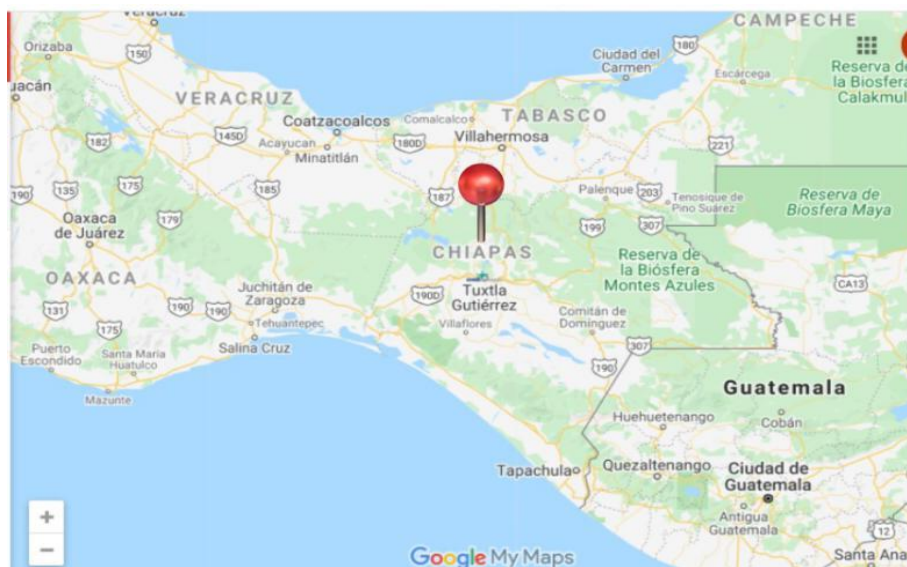 CAMPECHE
Veracruz
Orizaba
150
180
Ciudad del
Carmen
Escárcega
Reserva de
la Biosfera
Calakmul
uacán
VERACRUZ
Coatzacoalcos
Comalcalco
TABASCO
182
145D
Acayucan
Minatitlán
180D
Villahermosa
221
190
135
175
185
187
Palenque
203
Tenosique de
Pino Suárez
Reserva de
Biosfera Maya
Oaxaca
de Juárez
179
199
307
CHIAPAS
Reserva de
la Biósfera
Montes Azules
OAXACA
190D
Tuxtla
Gutiérrez
CA13
Juchitán de
Zaragoza
131
190
190
175
Tehuantepec
Villaflores
Comitán de
Domínguez
Salina Cruz
307
Puerto
Escondido
Santa María
Huatulco
190
Mazunte
Guatemala
Huehuetenango
Cobán
Tapachula
Quezaltenango
Ciudad de
Guatemala
Antigua
Guatemala
12
Santa Ana
+
−
Google My Maps